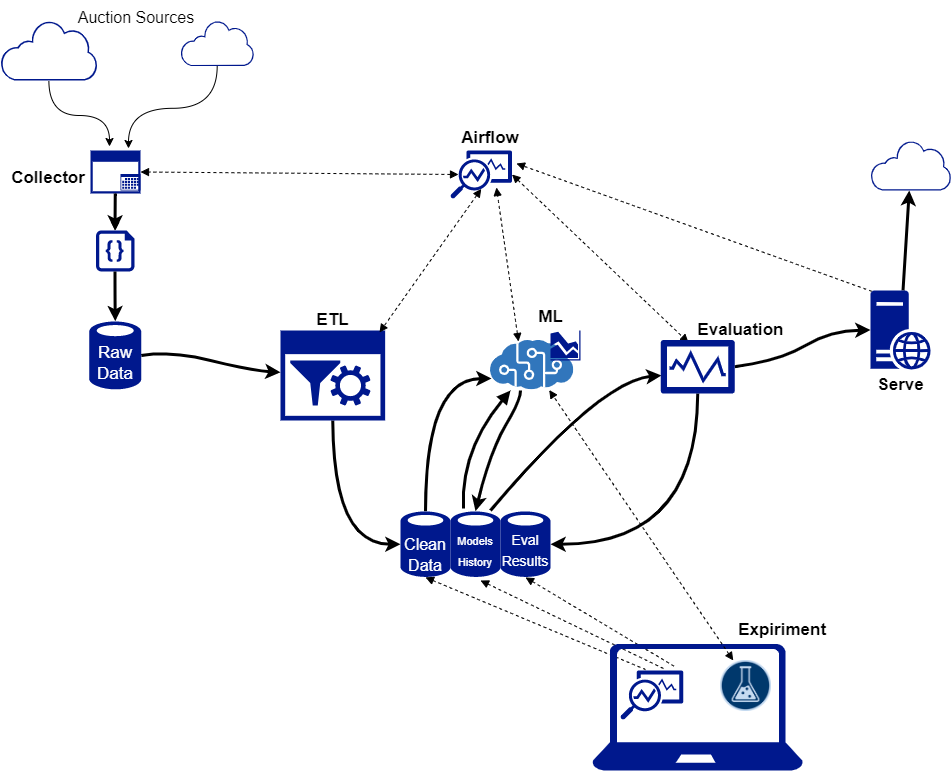 Auction Sources
Airflow
Collector
{}
ETL
ML
Evaluation
Raw
Data
Serve
Clean
Data
Models
History
Eval
Results
Expiriment